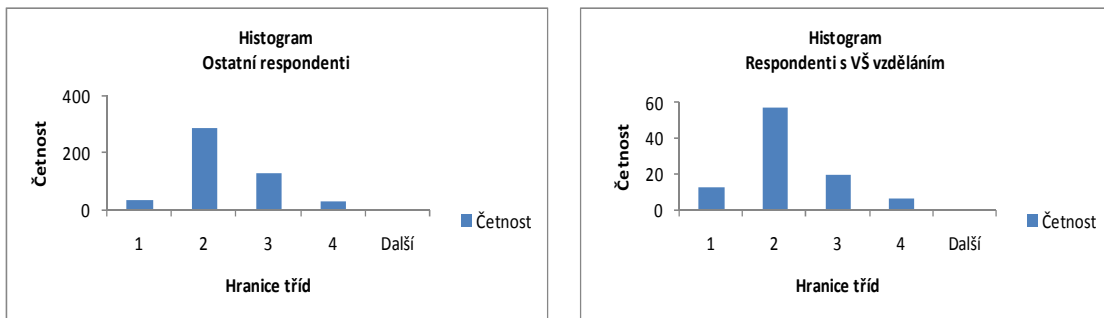 Histogram
Ostatní respondenti
Četnost
400
200
0
1 2 3 4 Další
Četnost
Hranice tříd
Histogram
Respondenti s VŠ vzděláním
Četnost
60
40
20
0
1 2 3 4 Další
Četnost
Hranice tříd